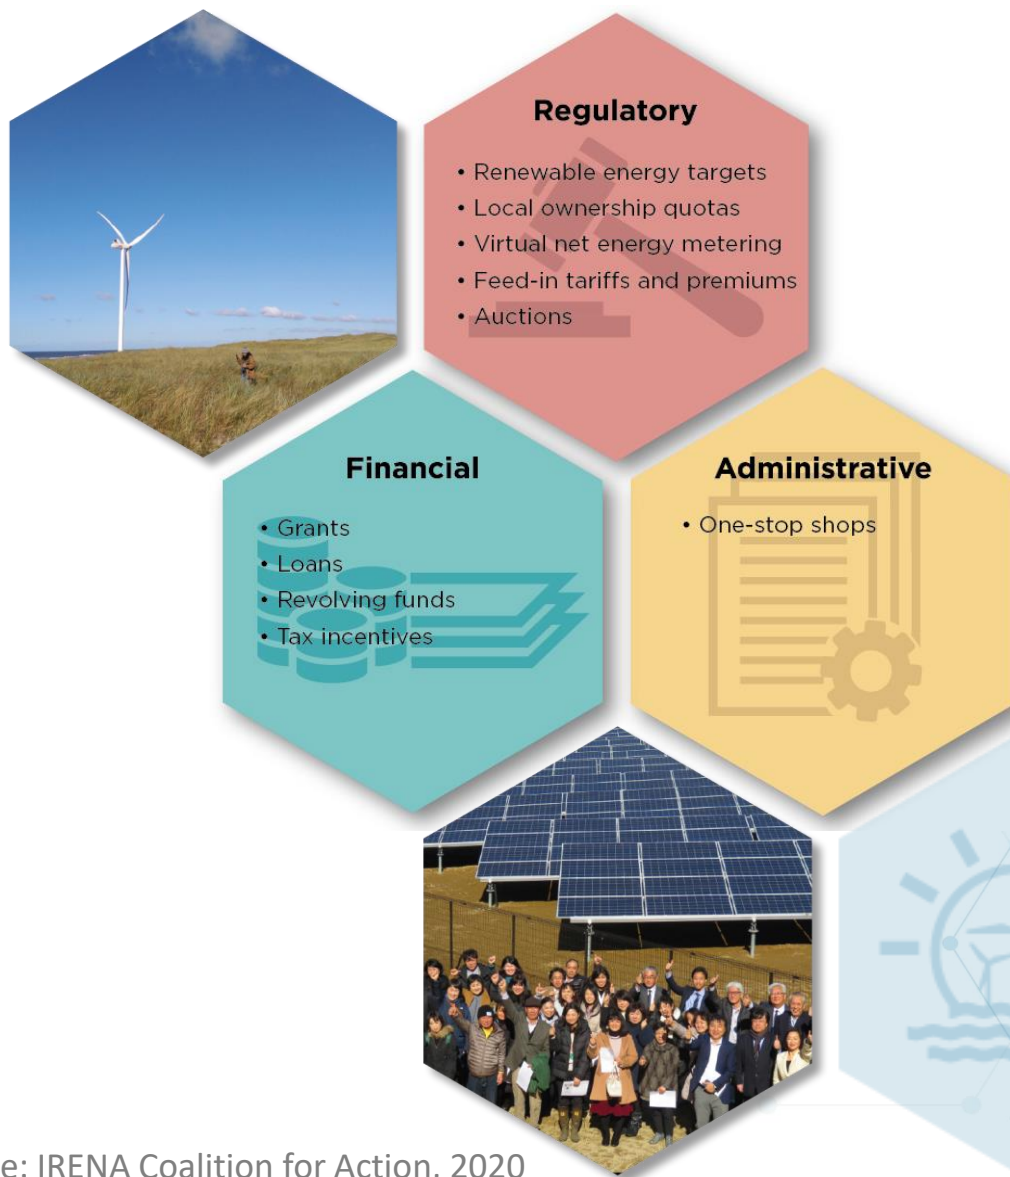 Regulatory
• Renewable energy targets
• Local ownership quotas
• Virtual net energy metering
• Feed-in tariffs and premiums
• Auctions
Financial
• Grants
• Loans
• Revolving funds
• Tax incentives
Administrative
• One-stop shops
e: IRENA Coalition for Action, 2020